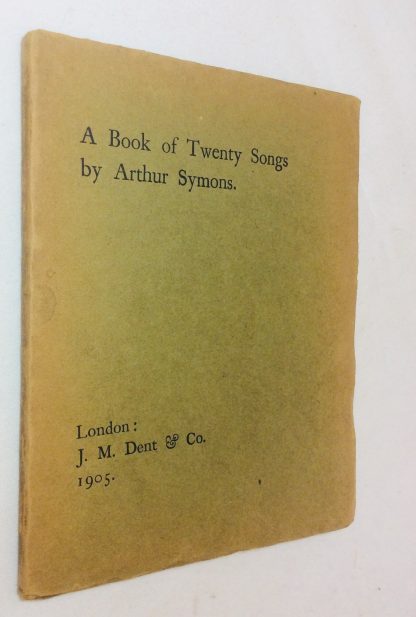 A Book of Twenty Songs
by Arthur Symons.
London:
J. M. Dent & Co.
1905.